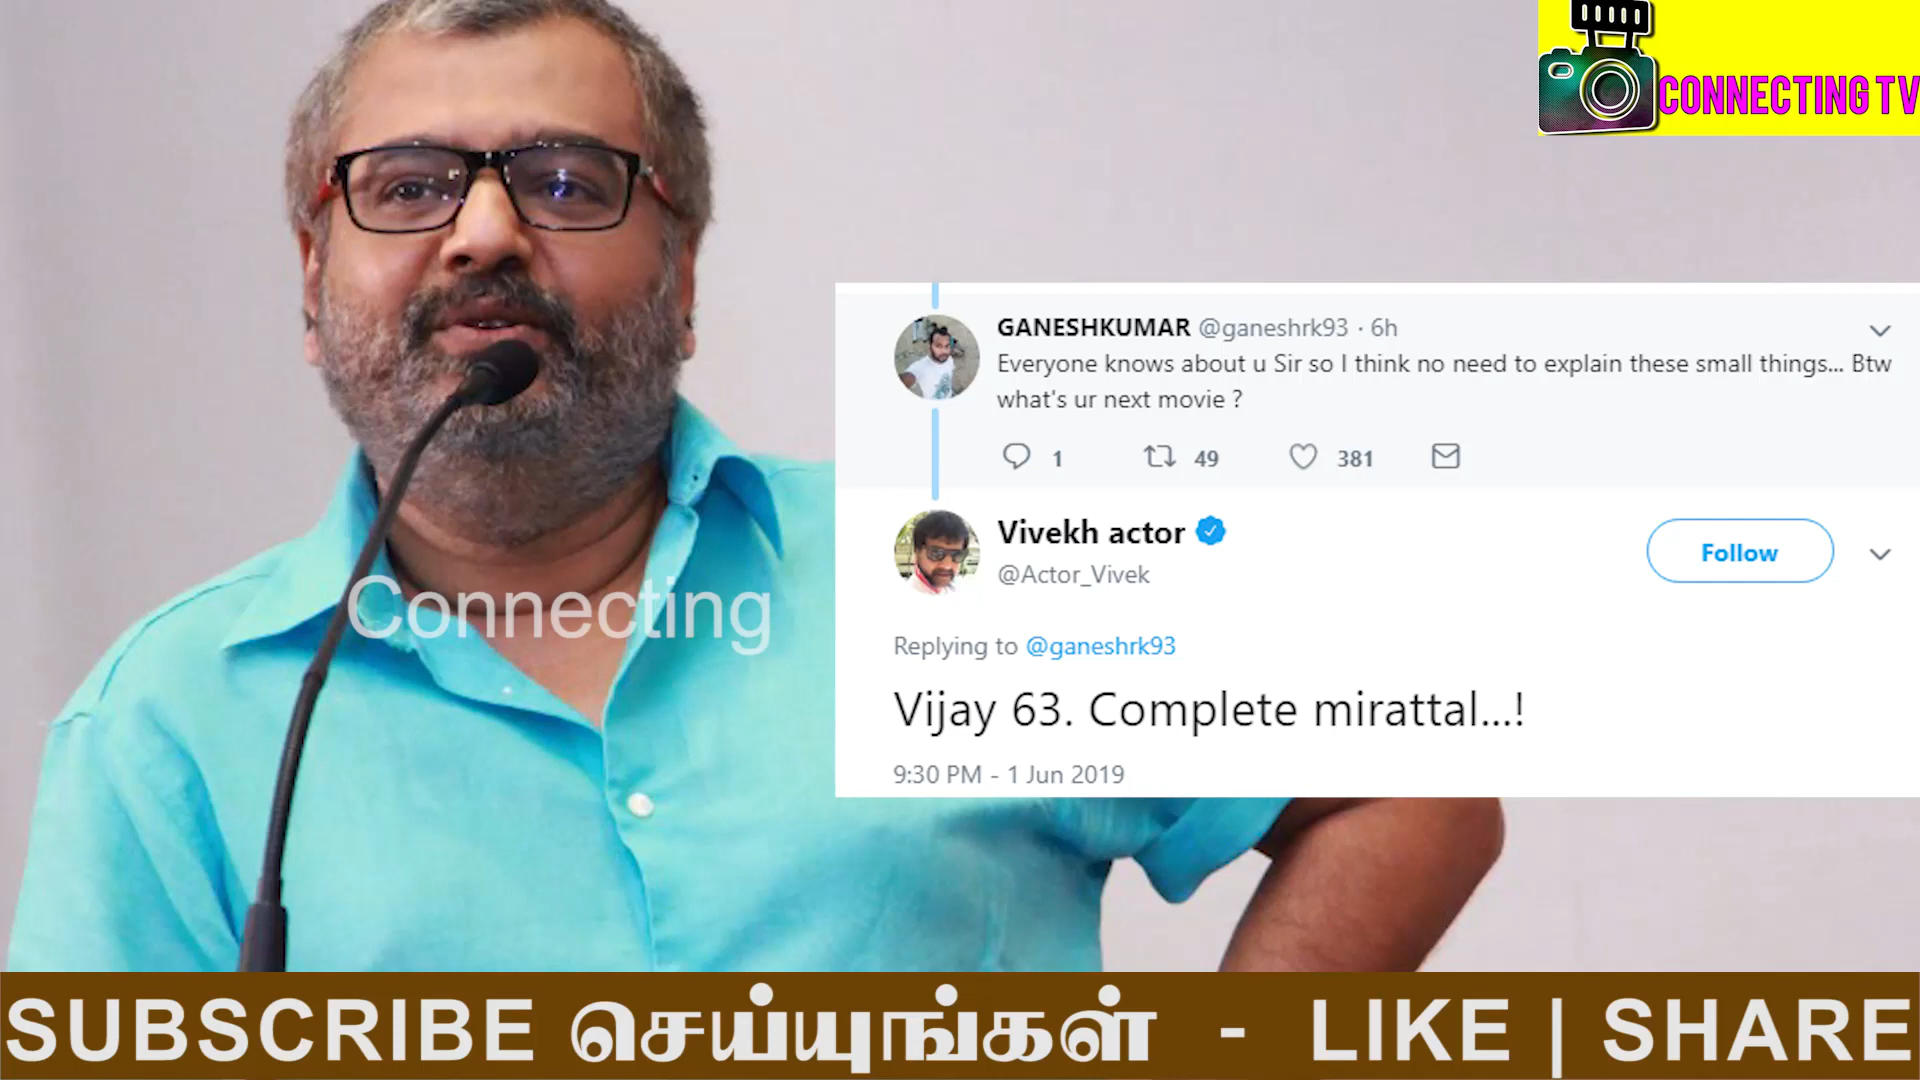 CONNECTING TV
GANESHKUMAR @ganeshrk93 · 6h
Everyone knows about u Sir so I think no need to explain these small things... Btw
what's ur next movie ?
1 49 381
Vivekh actor
@Actor_Vivek
Follow
Connecting
Replying to @ganeshrk93
Vijay 63. Complete mirattal...!
9:30 PM - 1 Jun 2019
SUBSCRIBE செய்யுங்கள் - LIKE | SHARE